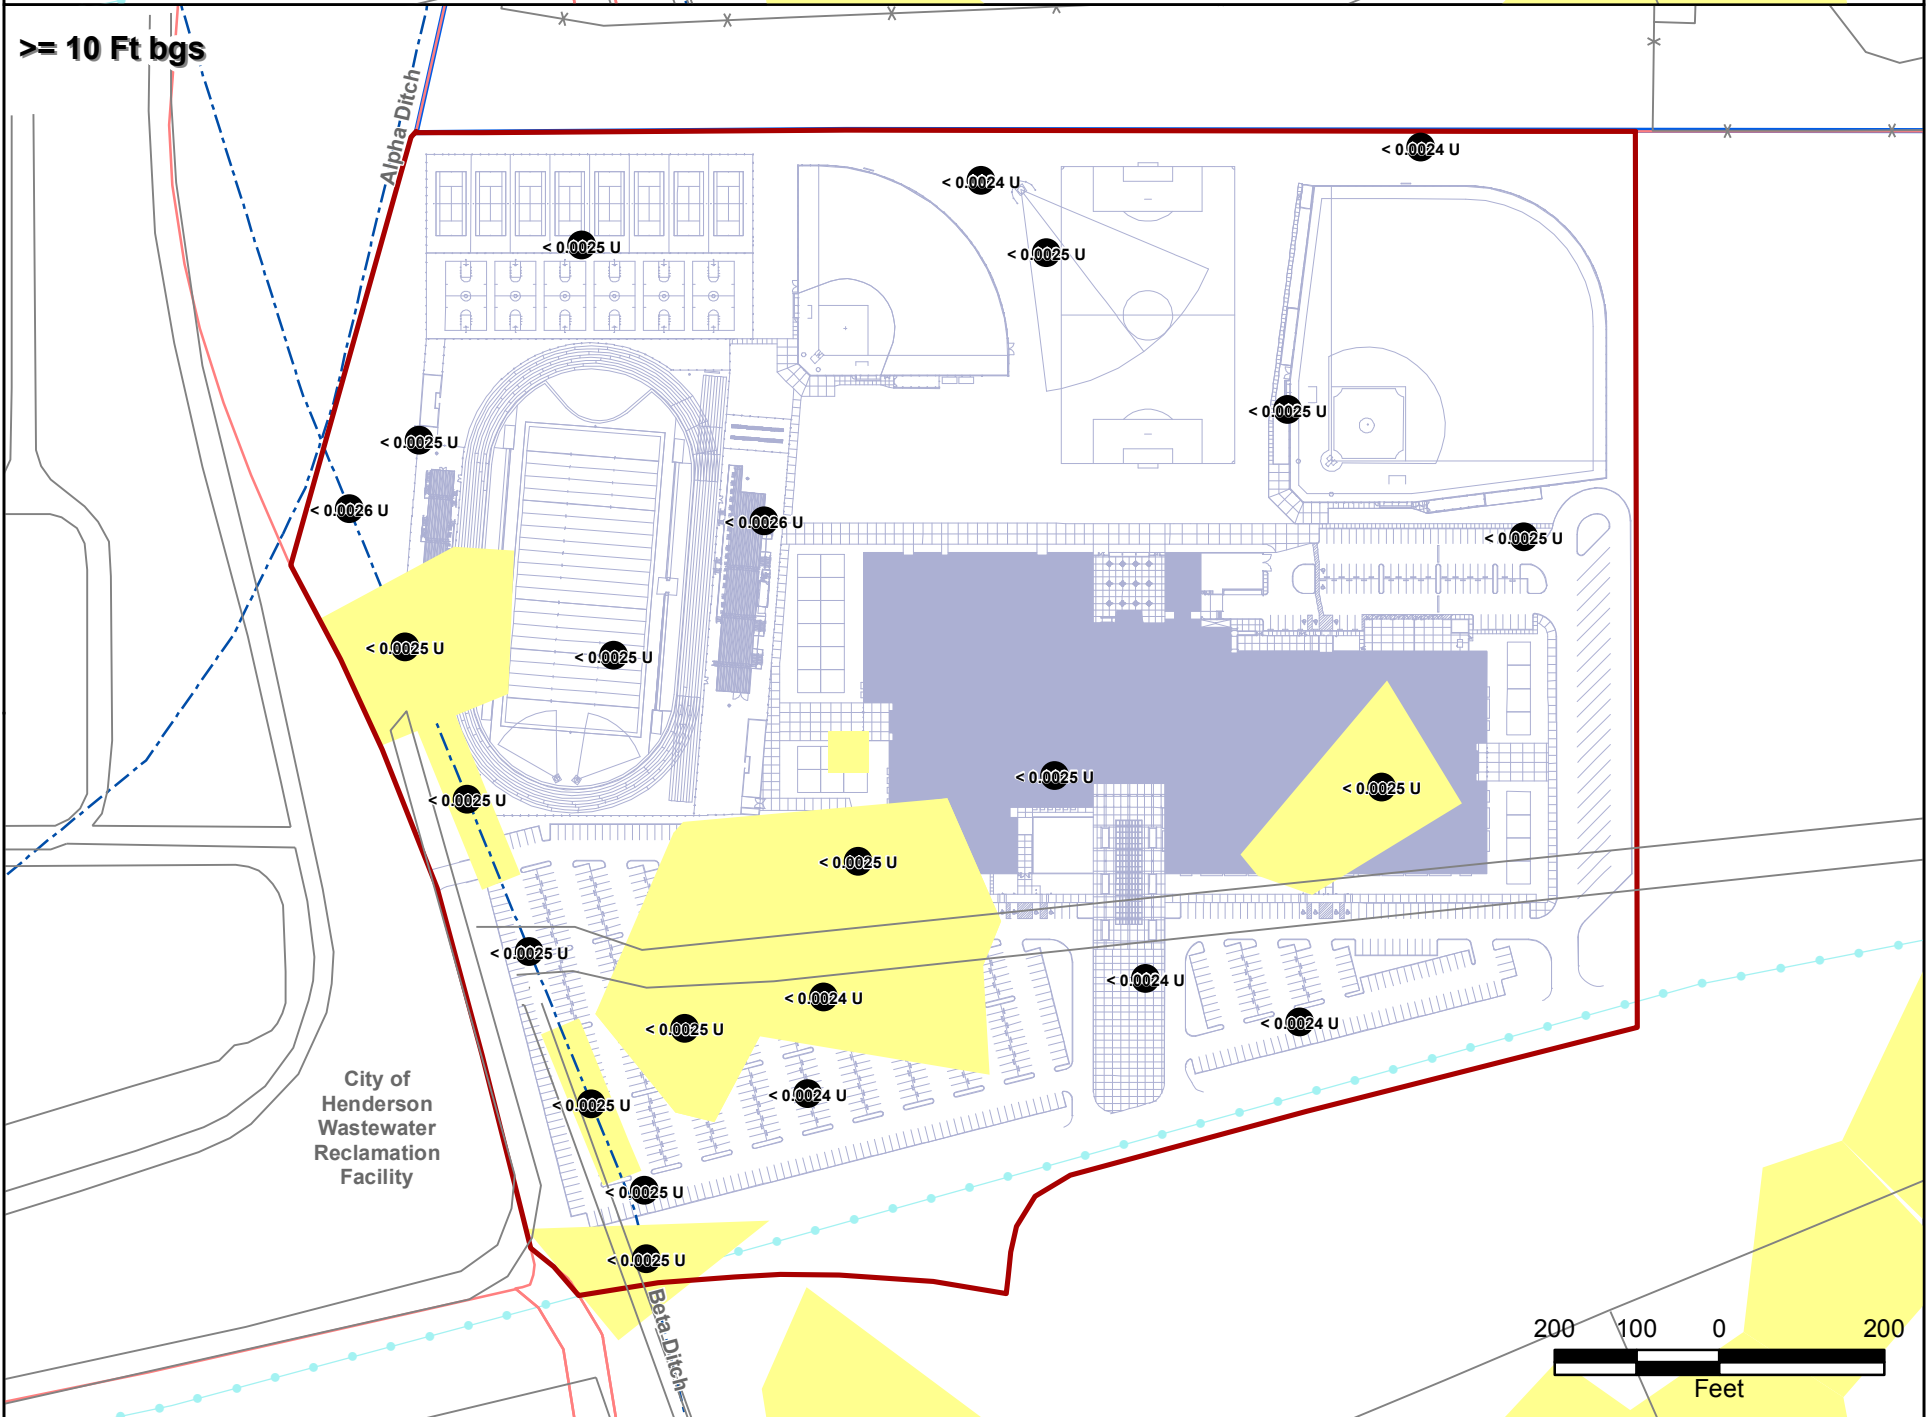 >= 10 Ft bgs
Alpha Ditch
< 0.0024 U
< 0.0024 U
< 0.0025 U
< 0.0025 U
< 0.0025 U
< 0.0025 U
< 0.0026 U
< 0.0026 U
< 0.0025 U
< 0.0025 U
< 0.0025 U
< 0.0025 U
< 0.0025 U
< 0.0025 U
< 0.0025 U
< 0.0025 U
< 0.0024 U
< 0.0024 U
< 0.0024 U
< 0.0025 U
City of
Henderson
Wastewater
Reclamation
Facility
< 0.0024 U
< 0.0025 U
< 0.0025 U
< 0.0025 U
Beta Ditch
200 100 0 200
Feet